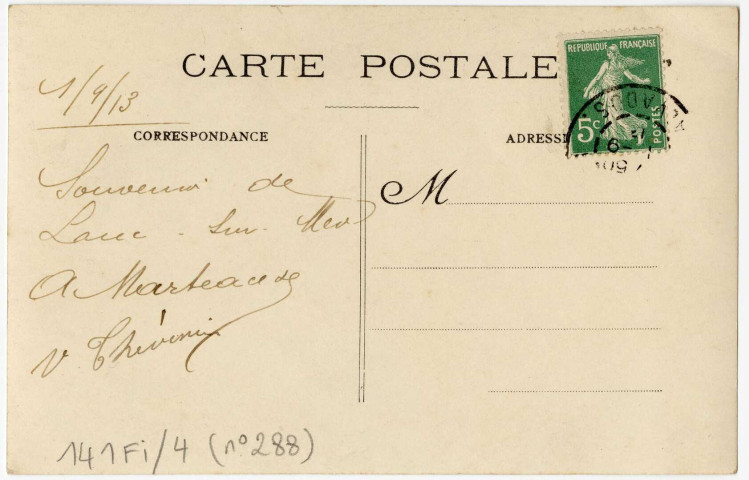 CARTE POSTALE
1/9/13
CORRESPONDANCE
Souvenir de
Luc-sur-Mer
A Marteau de
V Thévenin
141Fi/4 (n°288)
REPUBLIQUE FRANÇAISE
5c
POSTES
ADRESSE
M